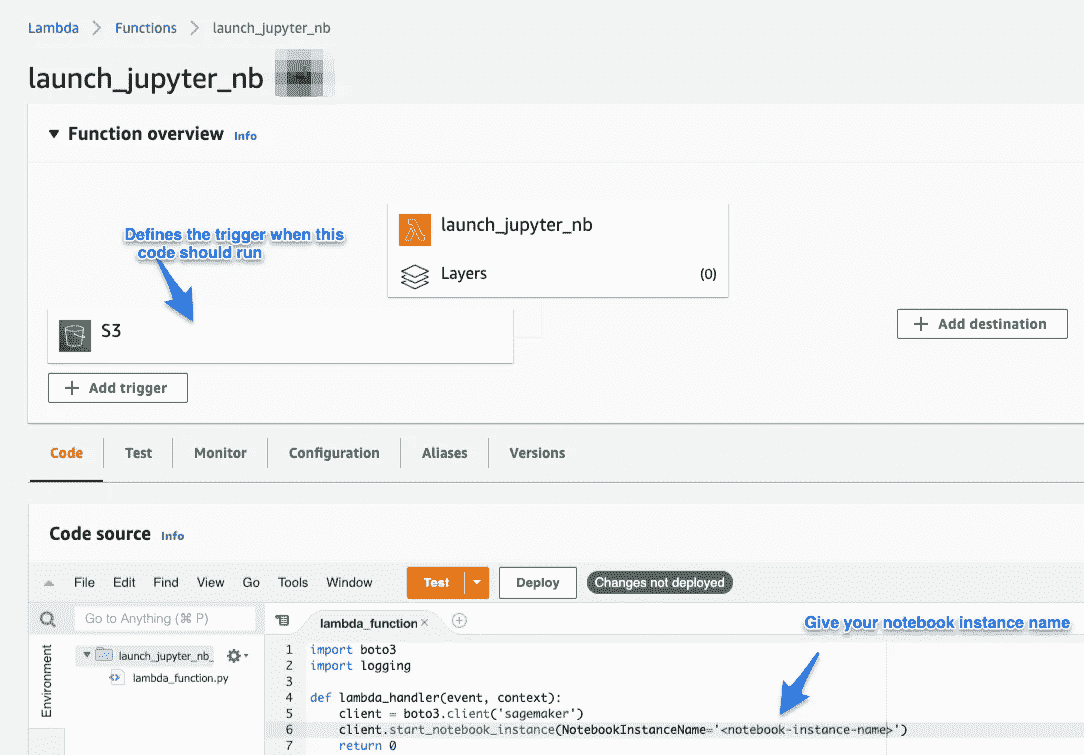 Lambda > Functions > launch_jupyter_nb
launch_jupyter_nb
▼ Function overview Info
Defines the trigger when this
code should run
launch_jupyter_nb
Layers (0)
S3
+ Add destination
+ Add trigger
Code Test Monitor Configuration Aliases Versions
Code source Info
File Edit Find View Go Tools Window Test Deploy Changes not deployed
Go to Anything (⌘ P) lambda_function ×
Give your notebook instance name
Environment
launch_jupyter_nb_
lambda_function.py
1 import boto3
2 import logging
3
4 def lambda_handler(event, context):
5 client = boto3.client('sagemaker')
6 client.start_notebook_instance(NotebookInstanceName='<notebook-instance-name>')
7 return 0